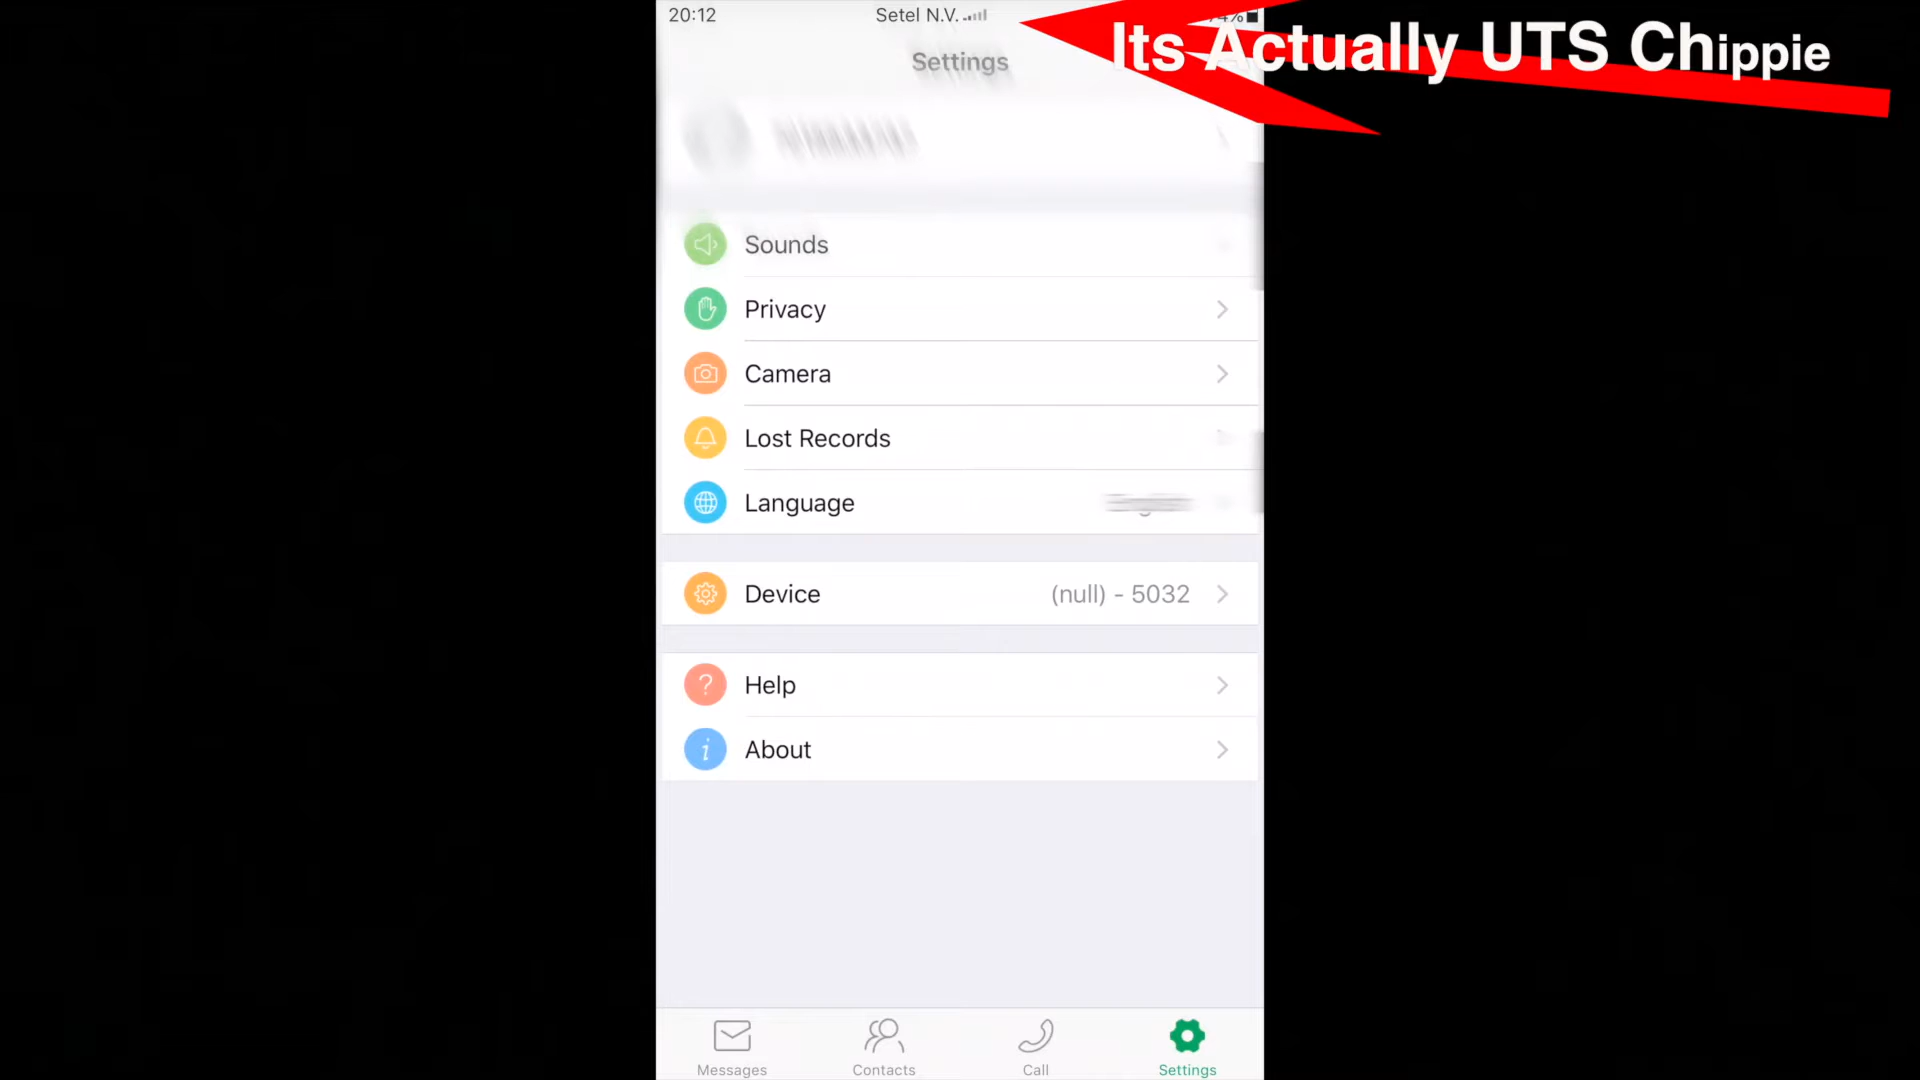 20:12 Setel N.V.
Its Actually UTS Chippie
Settings
Sounds
Privacy
Camera
Lost Records
Language
Device (null) - 5032
Help
About
Messages Contacts Call Settings